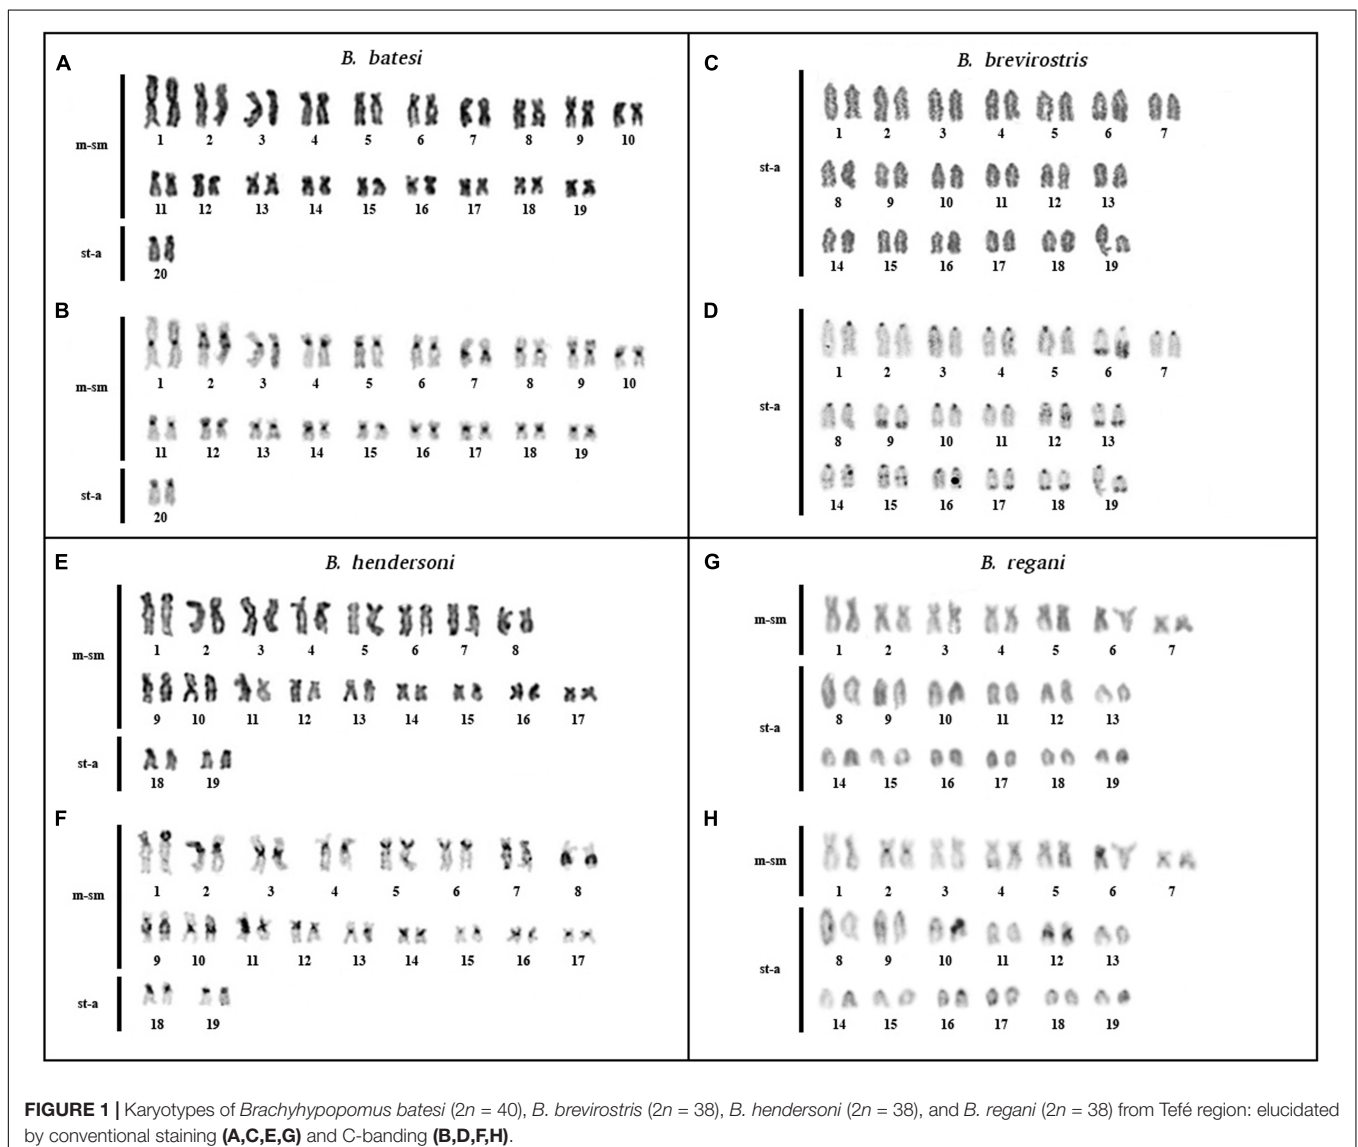 A
B. batesi
m-sm
1 2 3 4 5 6 7 8 9 10
11 12 13 14 15 16 17 18 19
st-a
20
B
m-sm
1 2 3 4 5 6 7 8 9 10
11 12 13 14 15 16 17 18 19
st-a
20
C
B. brevirostris
st-a
1 2 3 4 5 6 7
8 9 10 11 12 13
14 15 16 17 18 19
D
st-a
1 2 3 4 5 6 7
8 9 10 11 12 13
14 15 16 17 18 19
E
B. hendersoni
m-sm
1 2 3 4 5 6 7 8
9 10 11 12 13 14 15 16 17
st-a
18 19
F
m-sm
1 2 3 4 5 6 7 8
9 10 11 12 13 14 15 16 17
st-a
18 19
G
B. regani
m-sm
1 2 3 4 5 6 7
st-a
8 9 10 11 12 13
14 15 16 17 18 19
H
m-sm
1 2 3 4 5 6 7
st-a
8 9 10 11 12 13
14 15 16 17 18 19
FIGURE 1 | Karyotypes of Brachyhypopomus batesi (2n = 40), B. brevirostris (2n = 38), B. hendersoni (2n = 38), and B. regani (2n = 38) from Tefé region: elucidated
by conventional staining (A,C,E,G) and C-banding (B,D,F,H).